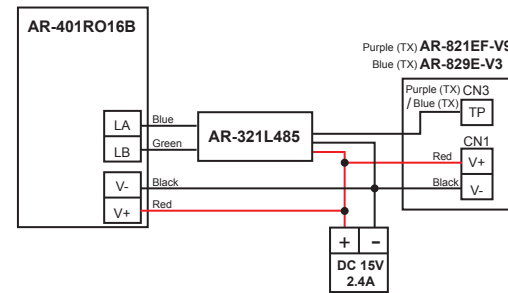 AR-401RO16B
Purple (TX) AR-821EF-V9
Blue (TX) AR-829E-V3
Purple (TX) CN3
/ Blue (TX)
TP
LA Blue
LB Green
AR-321L485
CN1
Red V+
Black V-
V- Black
V+ Red
+ -
DC 15V
2.4A